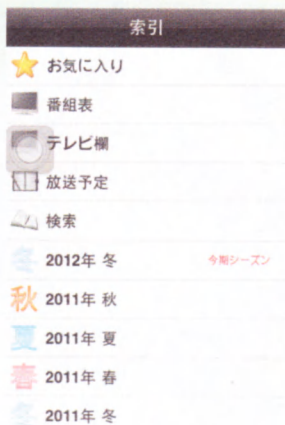 索引
お気に入り
番組表
テレビ欄
放送予定
検索
冬 2012年 冬 今期シーズン
秋 2011年 秋
夏 2011年 夏
春 2011年 春
冬 2011年 冬